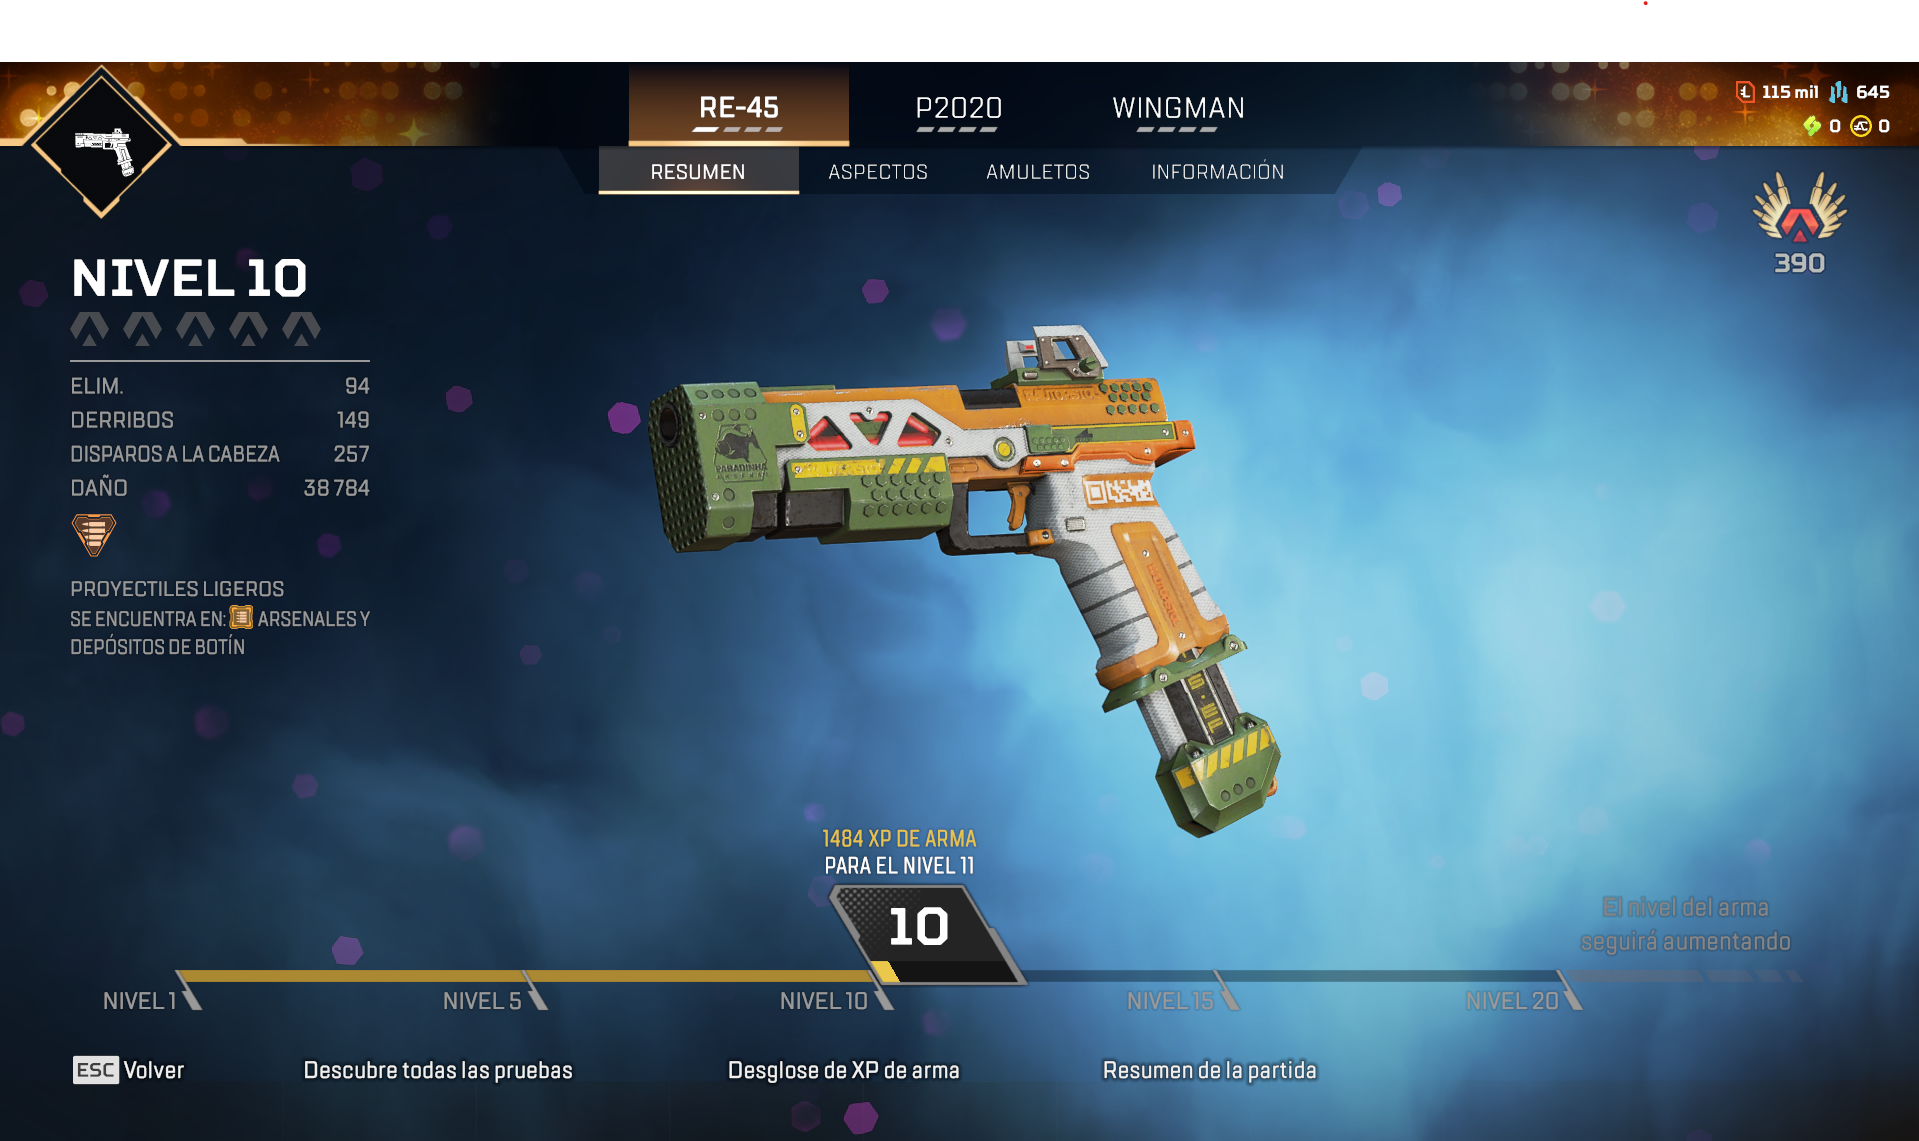 RE-45
P2020
WINGMAN
115 mil 645
0 0
RESUMEN
ASPECTOS
AMULETOS
INFORMACIÓN
390
NIVEL 10
ELIM. 94
DERRIBOS 149
DISPAROS A LA CABEZA 257
DAÑO 38 784
PROYECTILES LIGEROS
SE ENCUENTRA EN: ARSENALES Y
DEPÓSITOS DE BOTÍN
PARADINHA
ARSENAL
1484 XP DE ARMA
PARA EL NIVEL 11
10
El nivel del arma
seguirá aumentando
NIVEL 1
NIVEL 5
NIVEL 10
NIVEL 15
NIVEL 20
ESC Volver
Descubre todas las pruebas
Desglose de XP de arma
Resumen de la partida